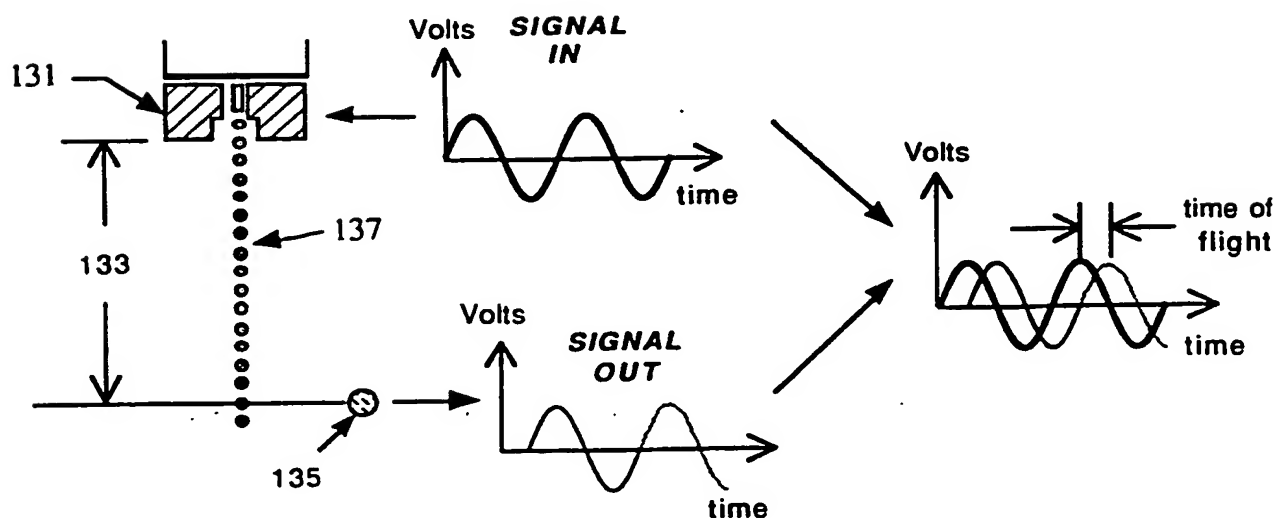 131
133
137
135
Volts
SIGNAL
IN
time
Volts
SIGNAL
OUT
time
Volts
time of
flight
time